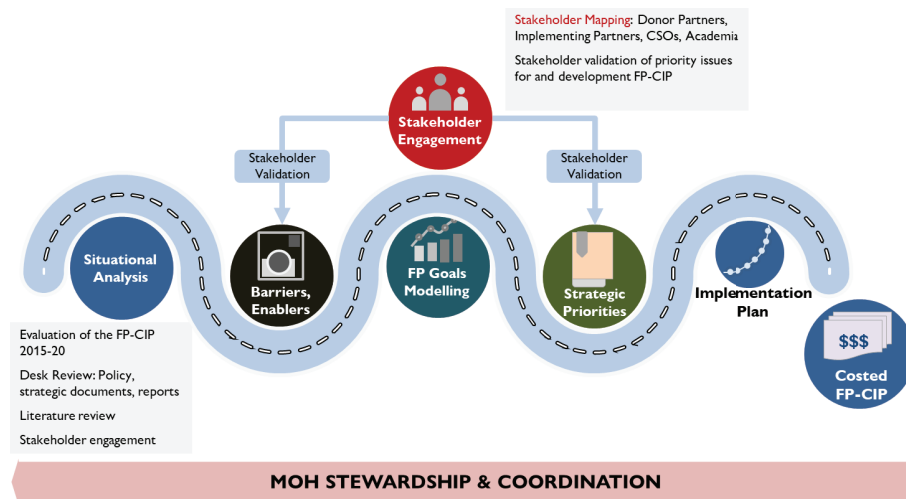 Stakeholder Mapping: Donor Partners,
Implementing Partners, CSOs, Academia
Stakeholder validation of priority issues
for and development FP-CIP
Stakeholder
Engagement
Stakeholder
Validation
Stakeholder
Validation
Situational
Analysis
Barriers,
Enablers
FP Goals
Modelling
Strategic
Priorities
Implementation
Plan
$$$
Costed
FP-CIP
Evaluation of the FP-CIP
2015-20
Desk Review: Policy,
strategic documents, reports
Literature review
Stakeholder engagement
MOH STEWARDSHIP & COORDINATION